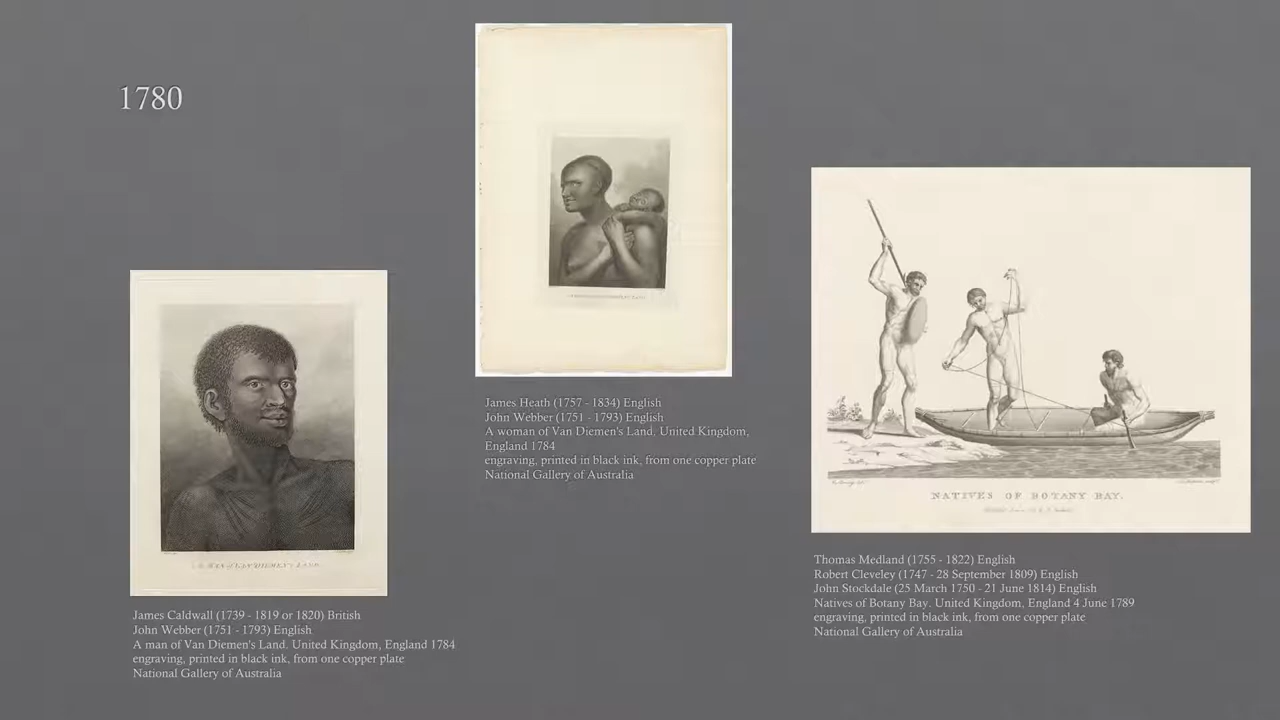 1780
James Heath (1757 - 1834) English
John Webber (1751 - 1793) English
A woman of Van Diemen's Land. United Kingdom,
England 1784
engraving, printed in black ink, from one copper plate
National Gallery of Australia
A MAN of VAN DIEMEN'S LAND.
James Caldwall (1739 - 1819 or 1820) British
John Webber (1751 - 1793) English
A man of Van Diemen's Land. United Kingdom, England 1784
engraving, printed in black ink, from one copper plate
National Gallery of Australia
NATIVES OF BOTANY BAY.
Thomas Medland (1755 - 1822) English
Robert Cleveley (1747 - 28 September 1809) English
John Stockdale (25 March 1750 - 21 June 1814) English
Natives of Botany Bay. United Kingdom, England 4 June 1789
engraving, printed in black ink, from one copper plate
National Gallery of Australia